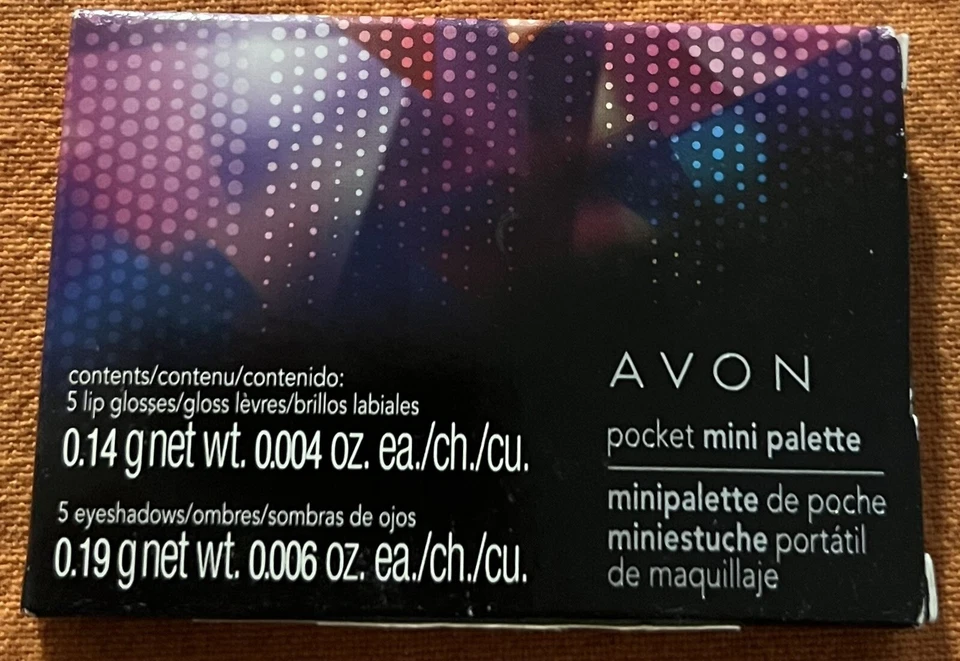 contents/contenu/contenido:
5 lip glosses/gloss lèvres/brillos labiales
0.14 g net wt. 0.004 oz. ea./ch./cu.
5 eyeshadows/ombres/sombras de ojos
0.19 g net wt. 0.006 oz. ea./ch./cu.
AVON
pocket mini palette
minipalette de poche
miniestuche portátil
de maquillaje